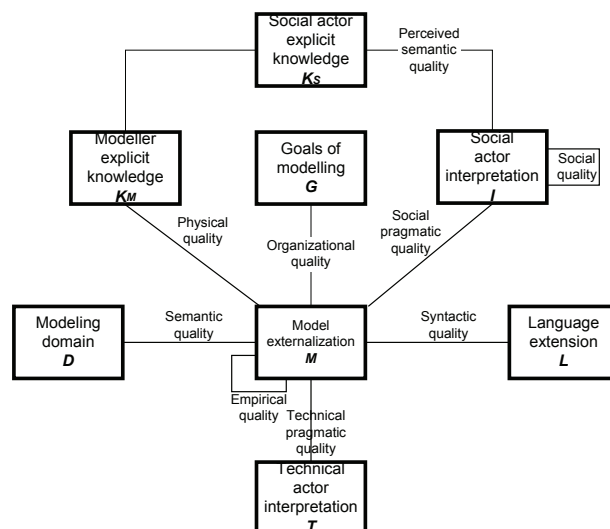 Social actor
explicit
knowledge
KS
Perceived
semantic
quality
Modeller
explicit
knowledge
KM
Goals of
modelling
G
Social
actor
interpretation
I
Social
quality
Physical
quality
Organizational
quality
Social
pragmatic
quality
Modeling
domain
D
Semantic
quality
Model
externalization
M
Syntactic
quality
Language
extension
L
Empirical
quality
Technical
pragmatic
quality
Technical
actor
interpretation
T